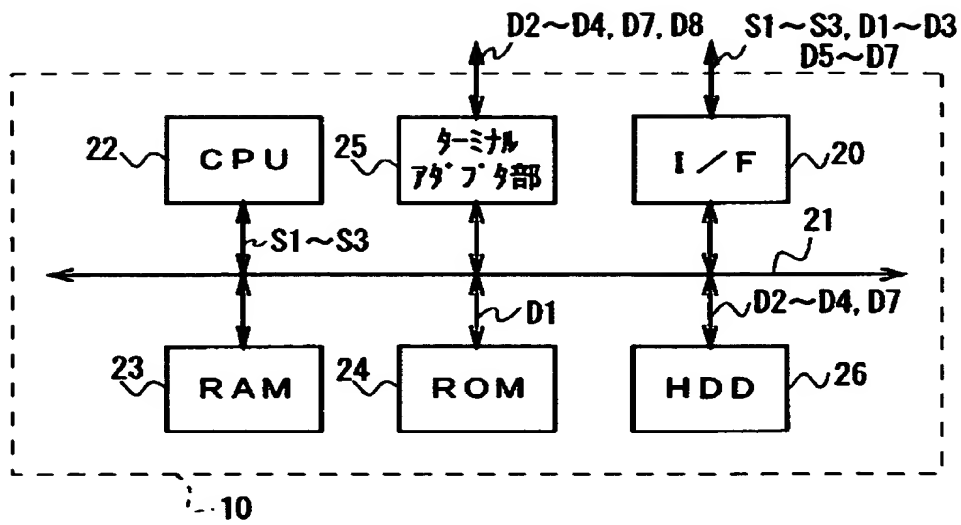 D2～D4, D7, D8
S1～S3, D1～D3
D5～D7
22
CPU
25
ターミナル
アダプタ部
I/F
20
S1～S3
21
D1
D2～D4, D7
23
RAM
24
ROM
HDD
26
10